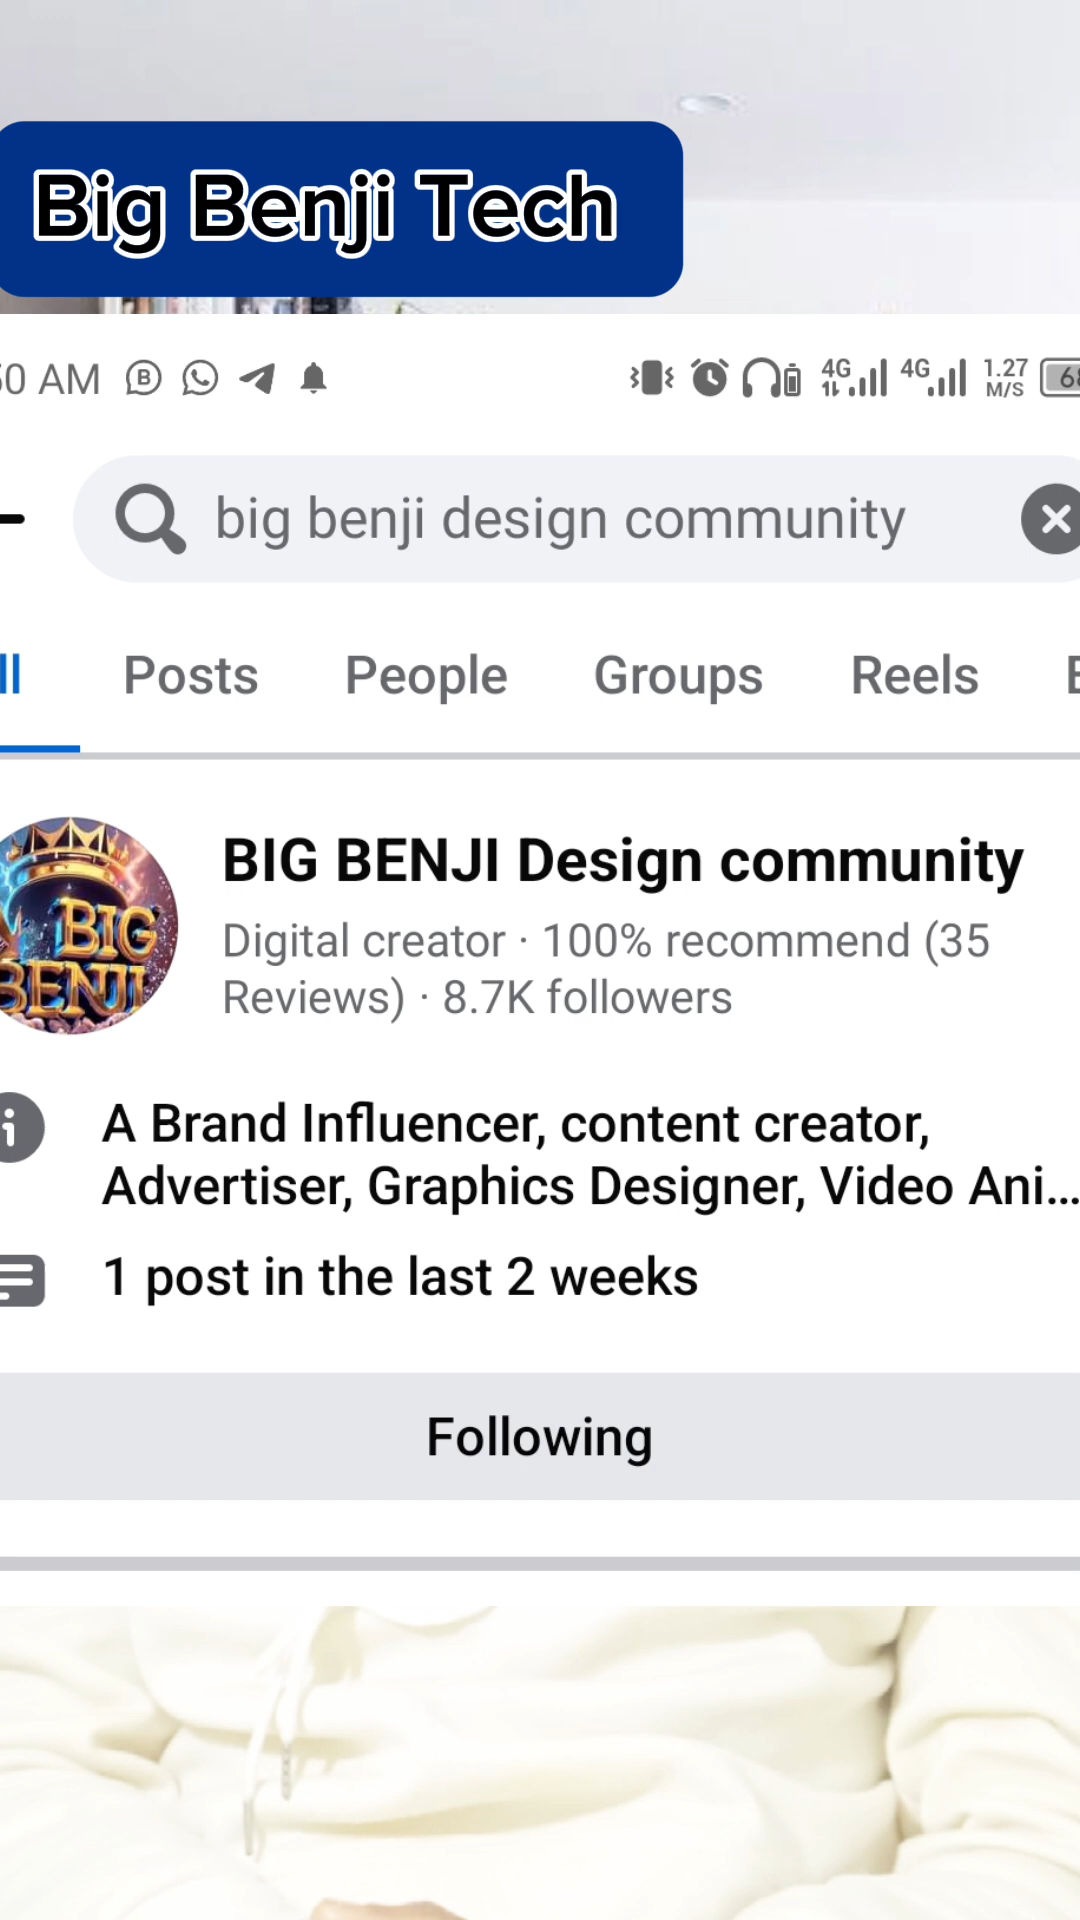 Big Benji Tech
50 AM
4G 4G 1.27
M/S
big benji design community
Posts People Groups Reels
BIG BENJI Design community
BIG
BENJI
Digital creator · 100% recommend (35
Reviews) · 8.7K followers
A Brand Influencer, content creator,
Advertiser, Graphics Designer, Video Ani...
1 post in the last 2 weeks
Following